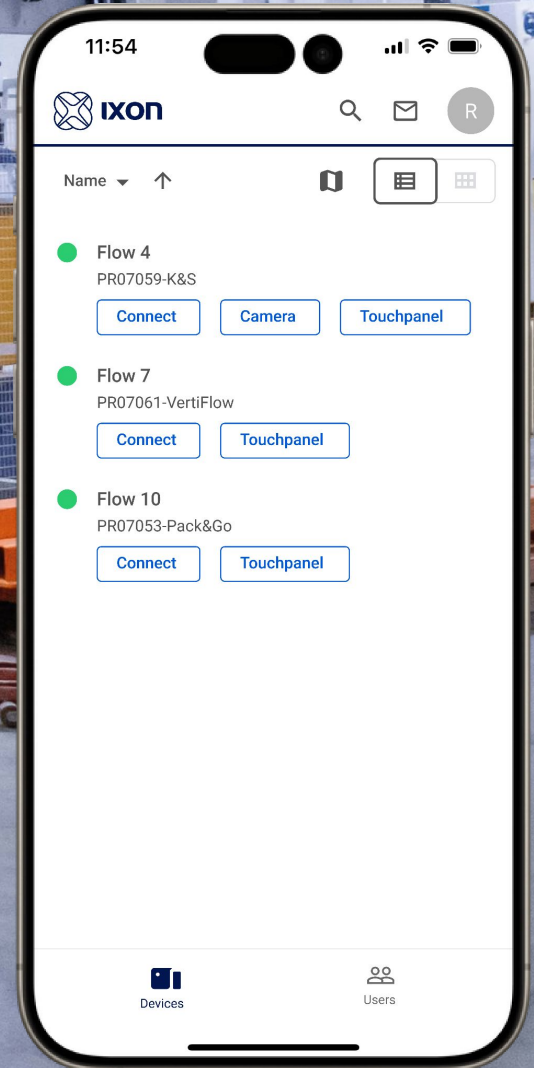 11:54
IXON
R
Name
Flow 4
PR07059-K&S
Connect Camera Touchpanel
Flow 7
PR07061-VertiFlow
Connect Touchpanel
Flow 10
PR07053-Pack&Go
Connect Touchpanel
Devices Users